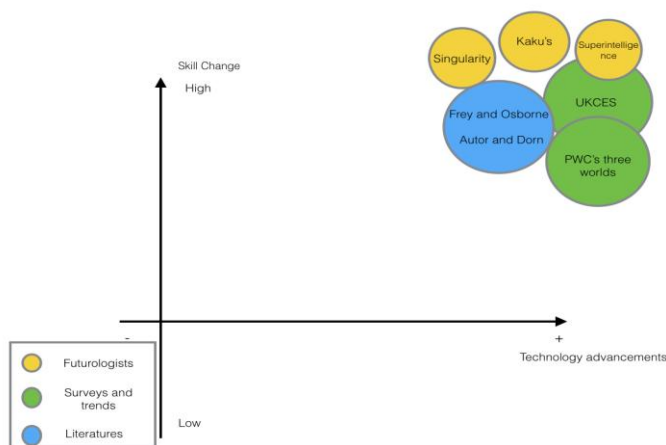 Skill Change
High
Singularity
Kaku's
Superintellige
nce
Frey and Osborne
Autor and Dorn
UKCES
PWC's three
worlds
-
+
Technology advancements
Low
Futurologists
Surveys and
trends
Literatures